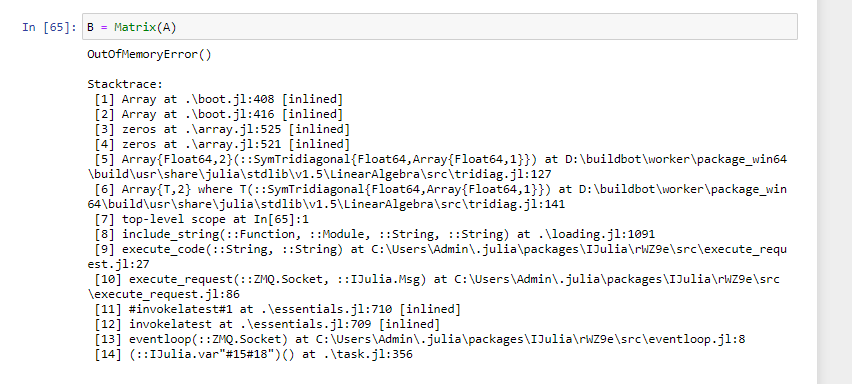 In [65]: B = Matrix(A)
OutOfMemoryError()
Stacktrace:
[1] Array at .\boot.jl:408 [inlined]
[2] Array at .\boot.jl:416 [inlined]
[3] zeros at .\array.jl:525 [inlined]
[4] zeros at .\array.jl:521 [inlined]
[5] Array{Float64,2}(::SymTridiagonal{Float64,Array{Float64,1}}) at D:\buildbot\worker\package_win64
\build\usr\share\julia\stdlib\v1.5\LinearAlgebra\src\tridiag.jl:127
[6] Array{T,2} where T(::SymTridiagonal{Float64,Array{Float64,1}}) at D:\buildbot\worker\package_win
64\build\usr\share\julia\stdlib\v1.5\LinearAlgebra\src\tridiag.jl:141
[7] top-level scope at In[65]:1
[8] include_string(::Function, ::Module, ::String, ::String) at .\loading.jl:1091
[9] execute_code(::String, ::String) at C:\Users\Admin\.julia\packages\IJulia\rWZ9e\src\execute_requ
est.jl:27
[10] execute_request(::ZMQ.Socket, ::IJulia.Msg) at C:\Users\Admin\.julia\packages\IJulia\rWZ9e\src
\execute_request.jl:86
[11] #invokelatest#1 at .\essentials.jl:710 [inlined]
[12] invokelatest at .\essentials.jl:709 [inlined]
[13] eventloop(::ZMQ.Socket) at C:\Users\Admin\.julia\packages\IJulia\rWZ9e\src\eventloop.jl:8
[14] (::IJulia.var"#15#18")() at .\task.jl:356